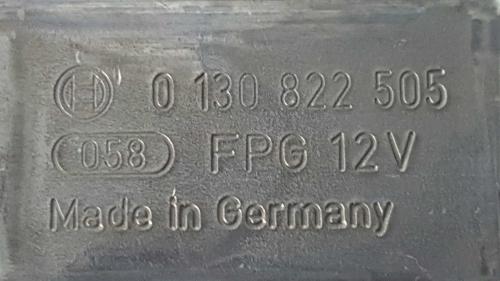 0 130 822 505
058 FPG 12V
Made in Germany